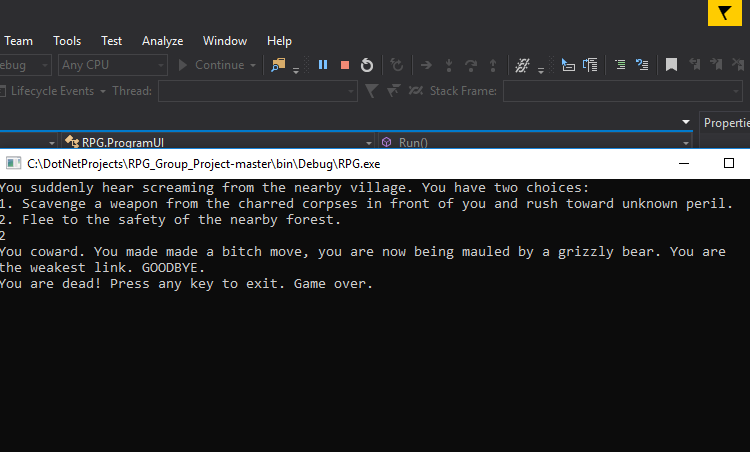 Team Tools Test Analyze Window Help
ebug Any CPU Continue
Lifecycle Events Thread: Stack Frame:
Propertie
RPG.ProgramUI Run()
C:\DotNetProjects\RPG_Group_Project-master\bin\Debug\RPG.exe
You suddenly hear screaming from the nearby village. You have two choices:
1. Scavenge a weapon from the charred corpses in front of you and rush toward unknown peril.
2. Flee to the safety of the nearby forest.
2
You coward. You made made a bitch move, you are now being mauled by a grizzly bear. You are
the weakest link. GOODBYE.
You are dead! Press any key to exit. Game over.